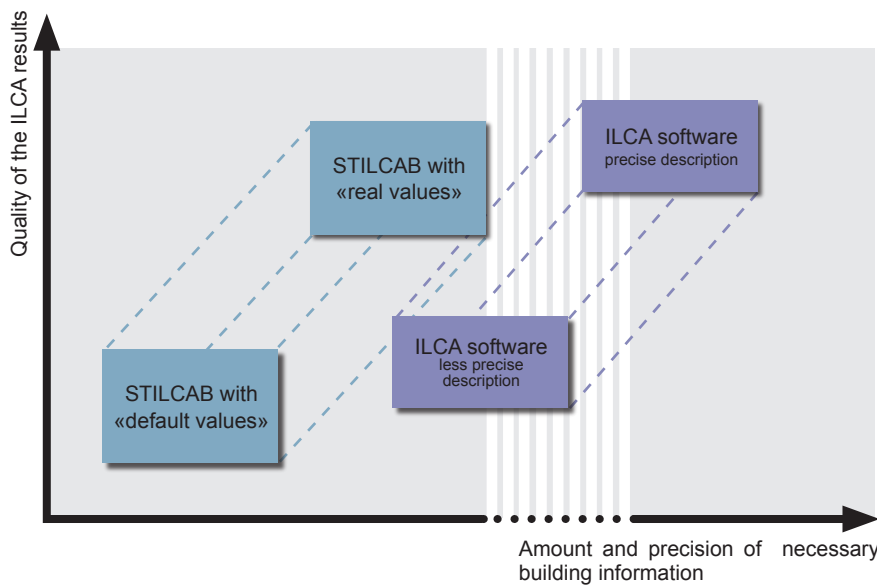 Quality of the ILCA results
ILCA software
precise description
STILCAB with
«real values»
ILCA software
less precise
description
STILCAB with
«default values»
Amount and precision of necessary
building information